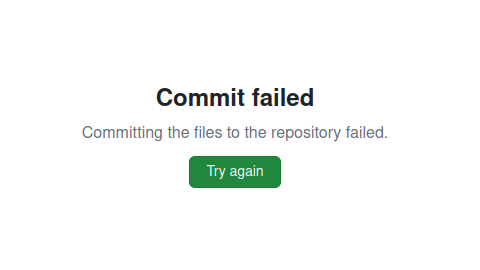 Commit failed
Committing the files to the repository failed.
Try again